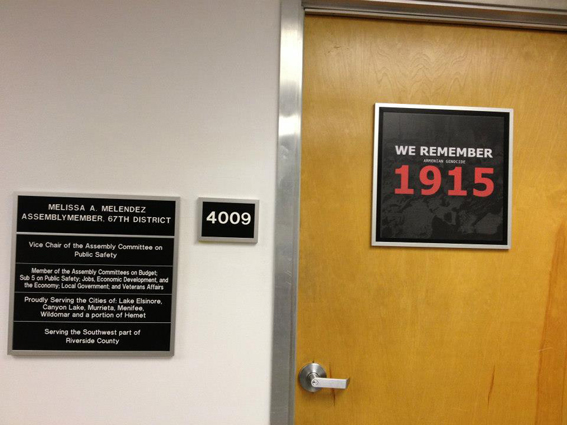 MELISSA A. MELENDEZ
ASSEMBLYMEMBER, 67TH DISTRICT
Vice Chair of the Assembly Committee on
Public Safety
Member of the Assembly Committees on Budget;
Sub 5 on Public Safety; Jobs, Economic Development, and
the Economy; Local Government; and Veterans Affairs
Proudly Serving the Cities of: Lake Elsinore,
Canyon Lake, Murrieta, Menifee,
Wildomar and a portion of Hemet
Serving the Southwest part of
Riverside County
4009
WE REMEMBER
ARMENIAN GENOCIDE
1915